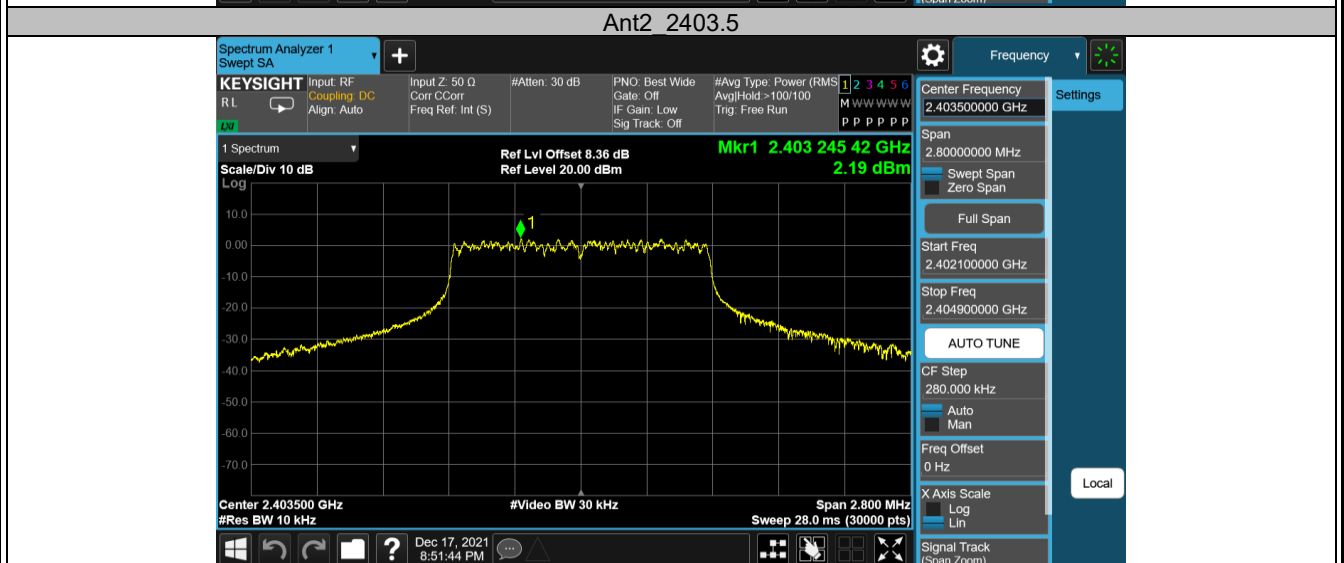 (Span Zoom)
Ant2_2403.5
Spectrum Analyzer 1
Swept SA
+
Frequency
KEYSIGHT
Input: RF
Input Z: 50 Ω
#Atten: 30 dB
PNO: Best Wide
#Avg Type: Power (RMS
1 2 3 4 5 6
R L
Coupling: DC
Corr CCorr
Gate: Off
Avg|Hold:>100/100
M W W W W W
Align: Auto
Freq Ref: Int (S)
IF Gain: Low
Trig: Free Run
Sig Track: Off
P P P P P P
LXI
Center Frequency
2.403500000 GHz
Settings
1 Spectrum
Ref Lvl Offset 8.36 dB
Mkr1 2.403 245 42 GHz
Scale/Div 10 dB
Ref Level 20.00 dBm
2.19 dBm
Log
10.0
0.00
-10.0
-20.0
-30.0
-40.0
-50.0
-60.0
-70.0
1
Center 2.403500 GHz
#Video BW 30 kHz
Span 2.800 MHz
#Res BW 10 kHz
Sweep 28.0 ms (30000 pts)
Span
2.80000000 MHz
Swept Span
Zero Span
Full Span
Start Freq
2.402100000 GHz
Stop Freq
2.404900000 GHz
AUTO TUNE
CF Step
280.000 kHz
Auto
Man
Freq Offset
0 Hz
X Axis Scale
Log
Lin
Local
Signal Track
(Span Zoom)
?
Dec 17, 2021
8:51:44 PM